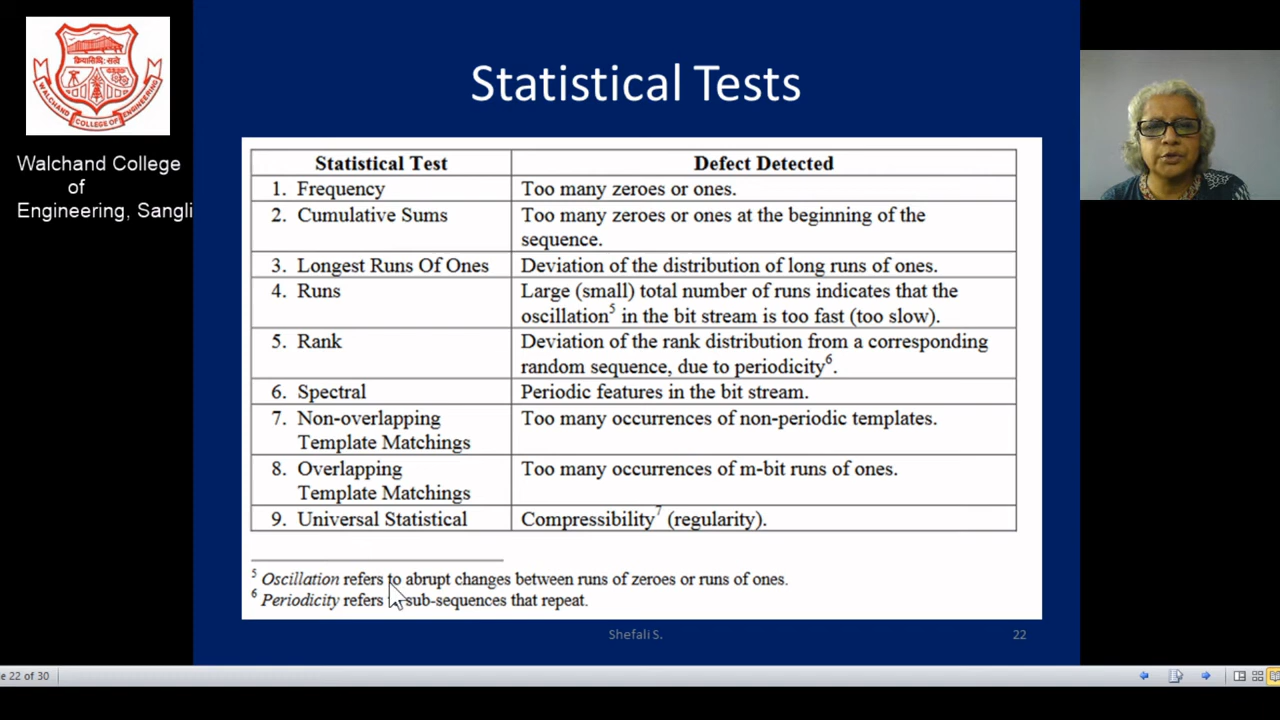 क्रियासिद्धिः सत्त्वे
WALCHAND COLLEGE OF ENGINEERING
Walchand College
of
Engineering, Sangli
Statistical Tests
Statistical Test Defect Detected
1. Frequency Too many zeroes or ones.
2. Cumulative Sums Too many zeroes or ones at the beginning of the
sequence.
3. Longest Runs Of Ones Deviation of the distribution of long runs of ones.
4. Runs Large (small) total number of runs indicates that the
oscillation5 in the bit stream is too fast (too slow).
5. Rank Deviation of the rank distribution from a corresponding
random sequence, due to periodicity6.
6. Spectral Periodic features in the bit stream.
7. Non-overlapping Too many occurrences of non-periodic templates.
Template Matchings
8. Overlapping Too many occurrences of m-bit runs of ones.
Template Matchings
9. Universal Statistical Compressibility7 (regularity).
5 Oscillation refers to abrupt changes between runs of zeroes or runs of ones.
6 Periodicity refers sub-sequences that repeat.
Shefali S. 22
e 22 of 30